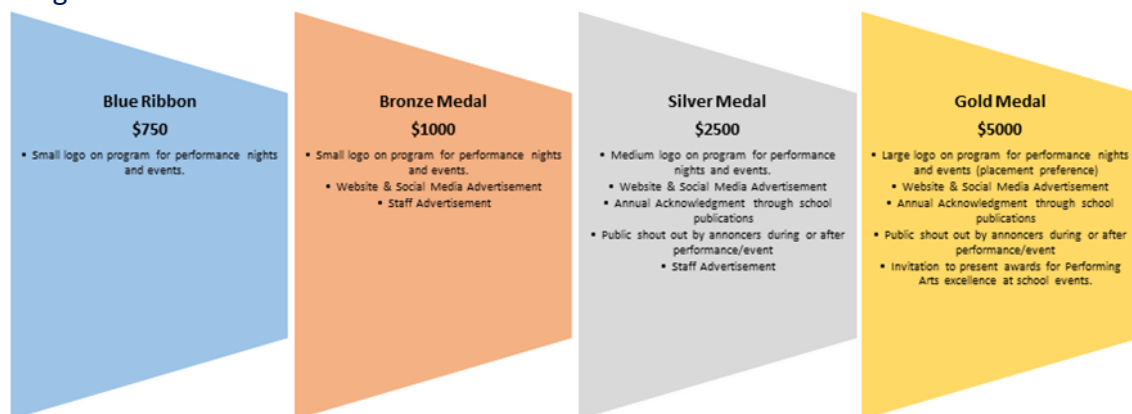 Blue Ribbon
$750
▪ Small logo on program for performance nights
and events.
Bronze Medal
$1000
▪ Small logo on program for performance nights
and events.
▪ Website & Social Media Advertisement
▪ Staff Advertisement
Silver Medal
$2500
▪ Medium logo on program for performance
nights and events.
▪ Website & Social Media Advertisement
▪ Annual Acknowledgment through school
publications
▪ Public shout out by annoncers during or after
performance/event
▪ Staff Advertisement
Gold Medal
$5000
▪ Large logo on program for performance nights
and events (placement preference)
▪ Website & Social Media Advertisement
▪ Annual Acknowledgment through school
publications
▪ Public shout out by annoncers during or after
performance/event
▪ Invitation to present awards for Performing
Arts excellence at school events.